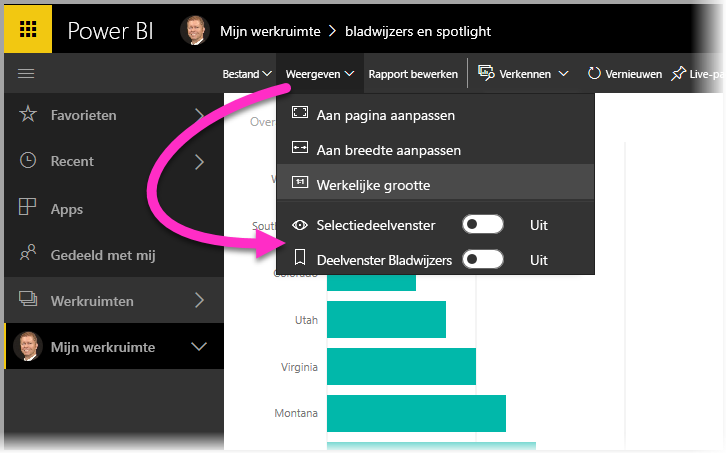 Power BI Mijn werkruimte > bladwijzers en spotlight
Bestand Weergeven Rapport bewerken Verkennen Vernieuwen Live-pa
Favorieten
Recent
Apps
Gedeeld met mij
Werkruimten
Mijn werkruimte
Aan pagina aanpassen
Aan breedte aanpassen
1:1 Werkelijke grootte
Selectiedeelvenster Uit
Deelvenster Bladwijzers Uit
Over
W
South
Colorado
Utah
Virginia
Montana